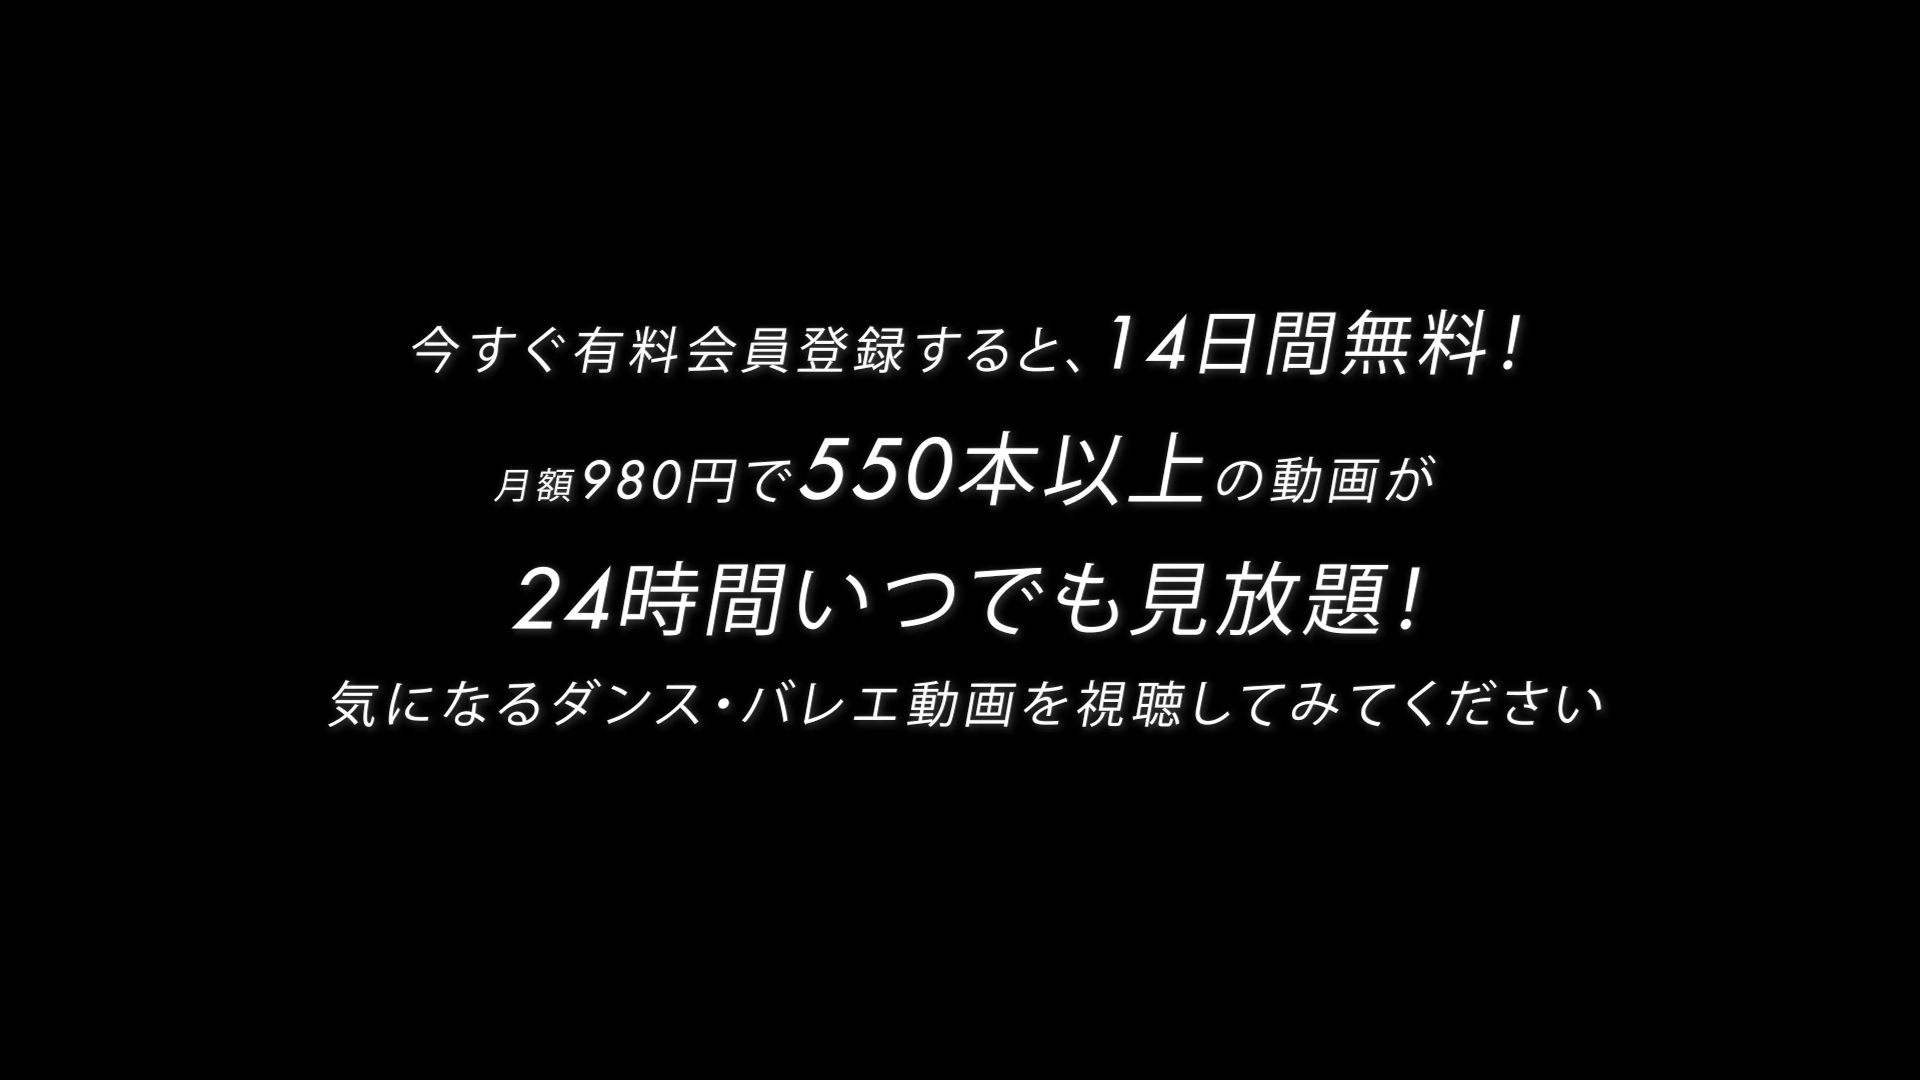 今すぐ有料会員登録すると、14日間無料！
月額980円で550本以上の動画が
24時間いつでも見放題！
気になるダンス・バレエ動画を視聴してみてください